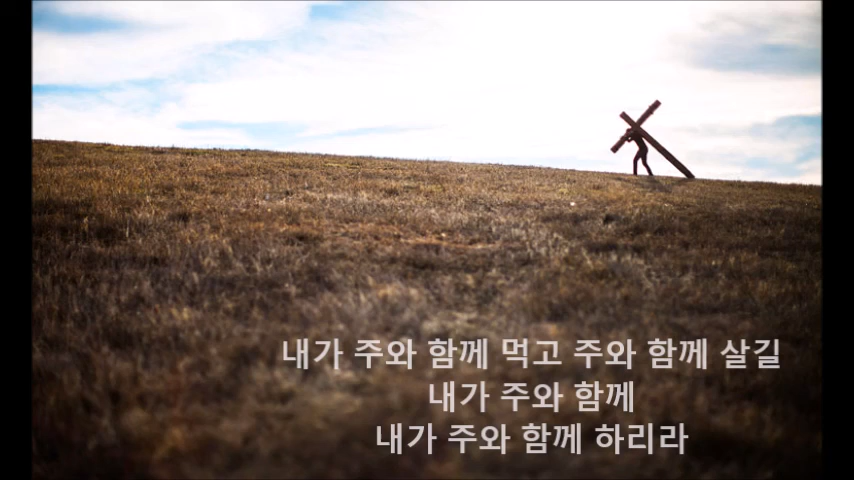 내가 주와 함께 먹고 주와 함께 살길
내가 주와 함께
내가 주와 함께 하리라